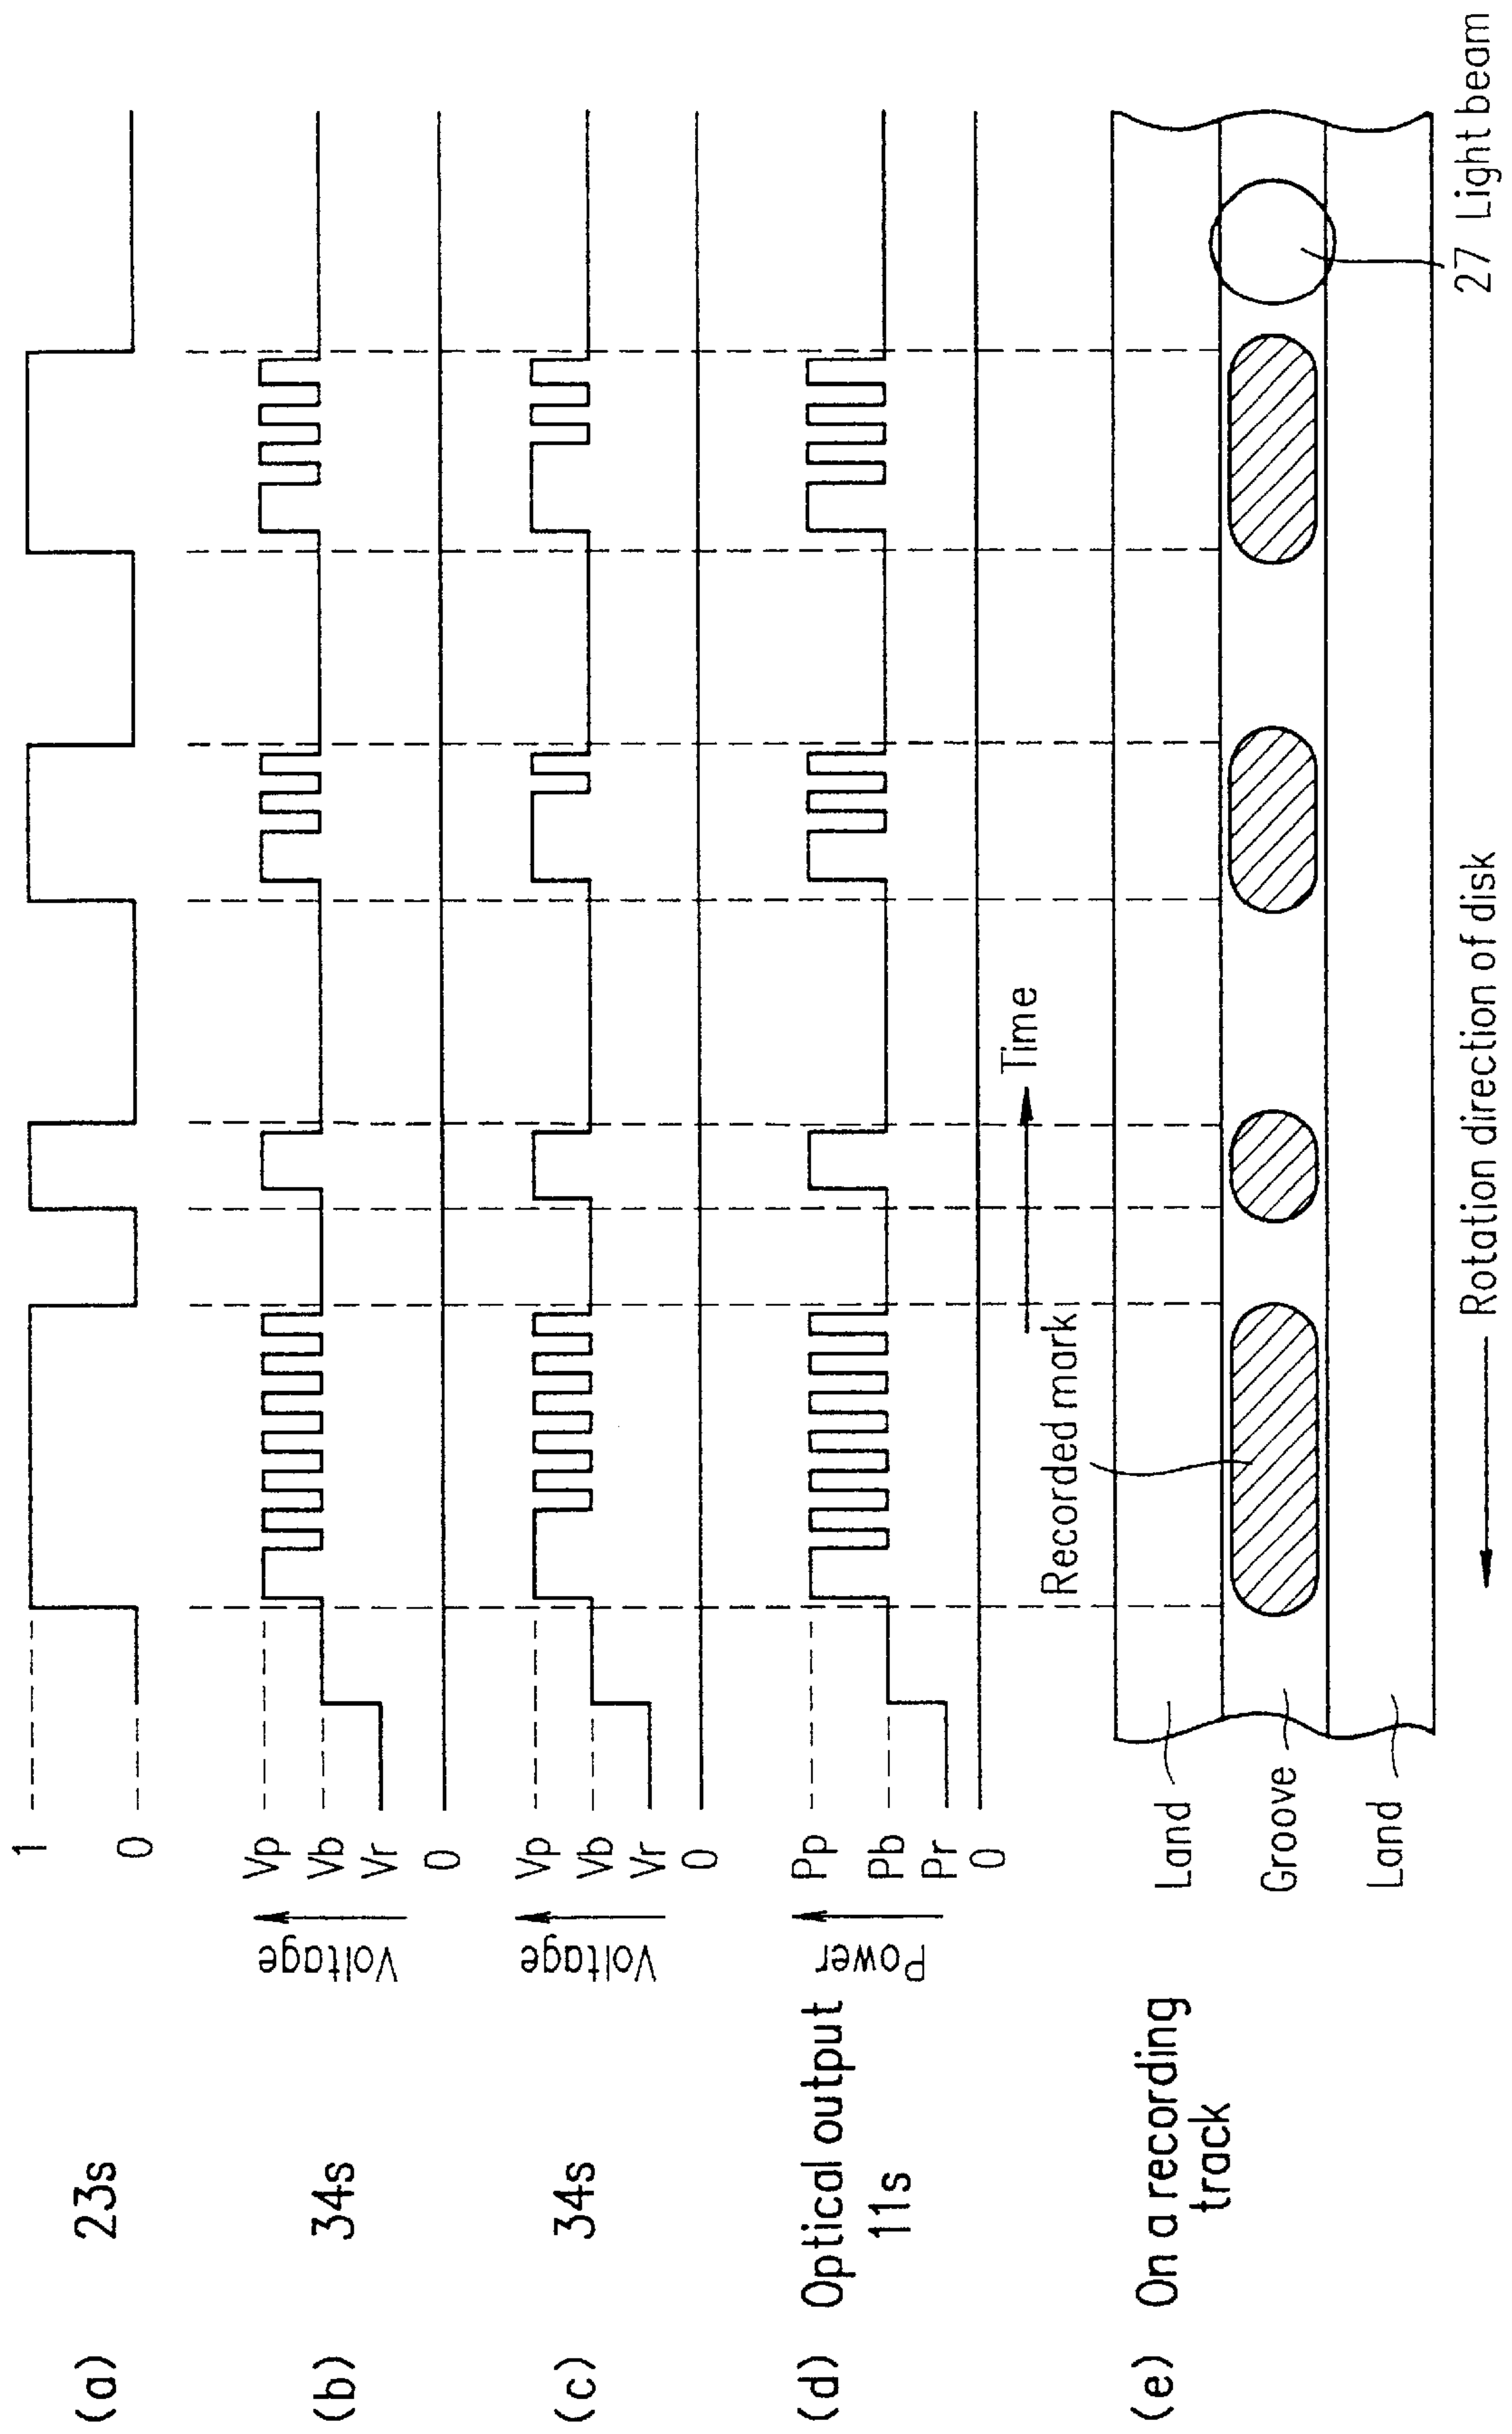 (a) 23s
1
0
(b) 34s
Voltage
Vp
Vb
Vr
0
(c) 34s
Voltage
Vp
Vb
Vr
0
(d) Optical output
11s
Power
Pp
Pb
Pr
0
Time
Recorded mark
(e) On a recording
track
Land
Groove
Land
Rotation direction of disk
27 Light beam